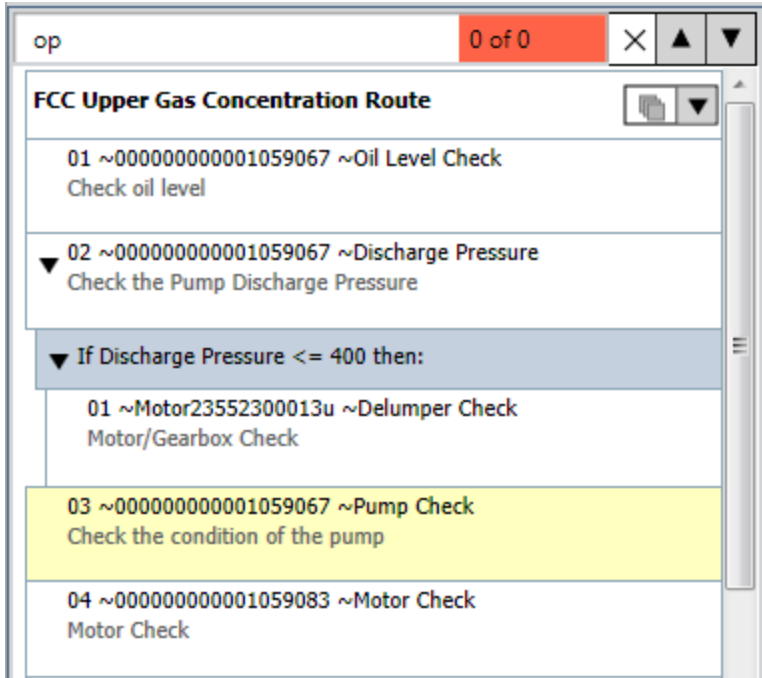 op
0 of 0
FCC Upper Gas Concentration Route
01 ~000000000001059067 ~Oil Level Check
Check oil level
02 ~000000000001059067 ~Discharge Pressure
Check the Pump Discharge Pressure
If Discharge Pressure <= 400 then:
01 ~Motor23552300013u ~Delumper Check
Motor/Gearbox Check
03 ~000000000001059067 ~Pump Check
Check the condition of the pump
04 ~000000000001059083 ~Motor Check
Motor Check